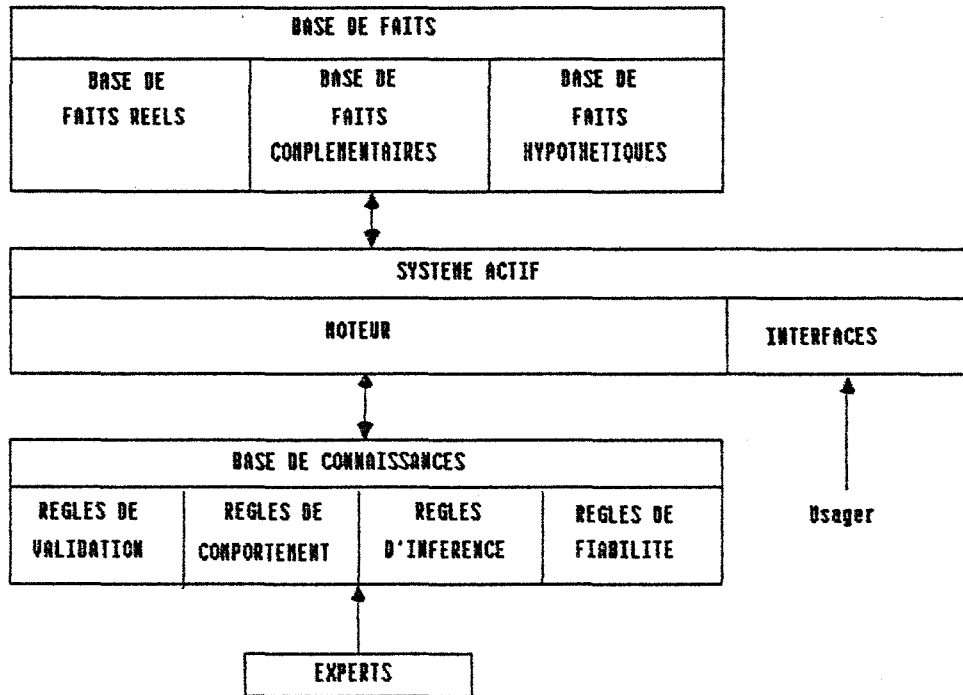 BASE DE FAITS
BASE DE
FAITS REELS
BASE DE
FAITS
COMPLEMENTAIRES
BASE DE
FAITS
HYPOTHETIQUES
SYSTEME ACTIF
MOTEUR
INTERFACES
BASE DE CONNAISSANCES
REGLES DE
VALIDATION
REGLES DE
COMPORTEMENT
REGLES
D'INFERENCE
REGLES DE
FIABILITE
Usager
EXPERTS